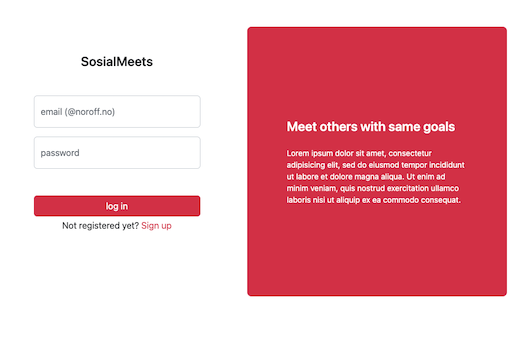 SosialMeets
email (@noroff.no)
password
log in
Not registered yet? Sign up
Meet others with same goals
Lorem ipsum dolor sit amet, consectetur
adipiscing elit, sed do eiusmod tempor incididunt
ut labore et dolore magna aliqua. Ut enim ad
minim veniam, quis nostrud exercitation ullamco
laboris nisi ut aliquip ex ea commodo consequat.